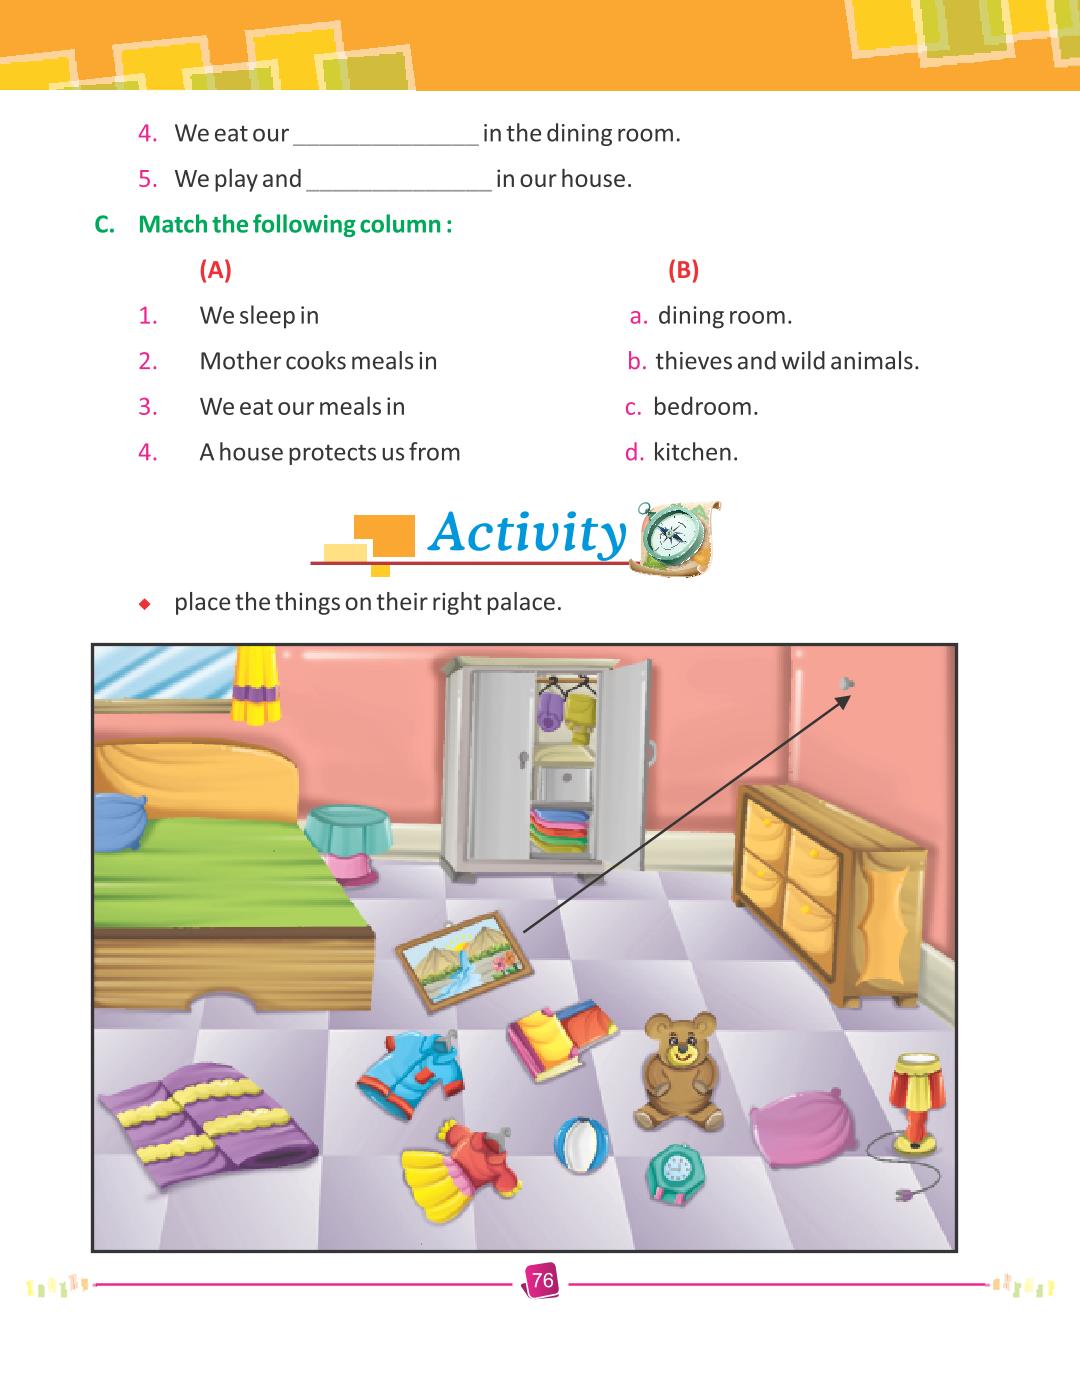 4. We eat our ______________ in the dining room.
5. We play and ______________ in our house.
C. Match the following column :
(A) (B)
1. We sleep in a. dining room.
2. Mother cooks meals in b. thieves and wild animals.
3. We eat our meals in c. bedroom.
4. A house protects us from d. kitchen.
Activity
place the things on their right palace.
76